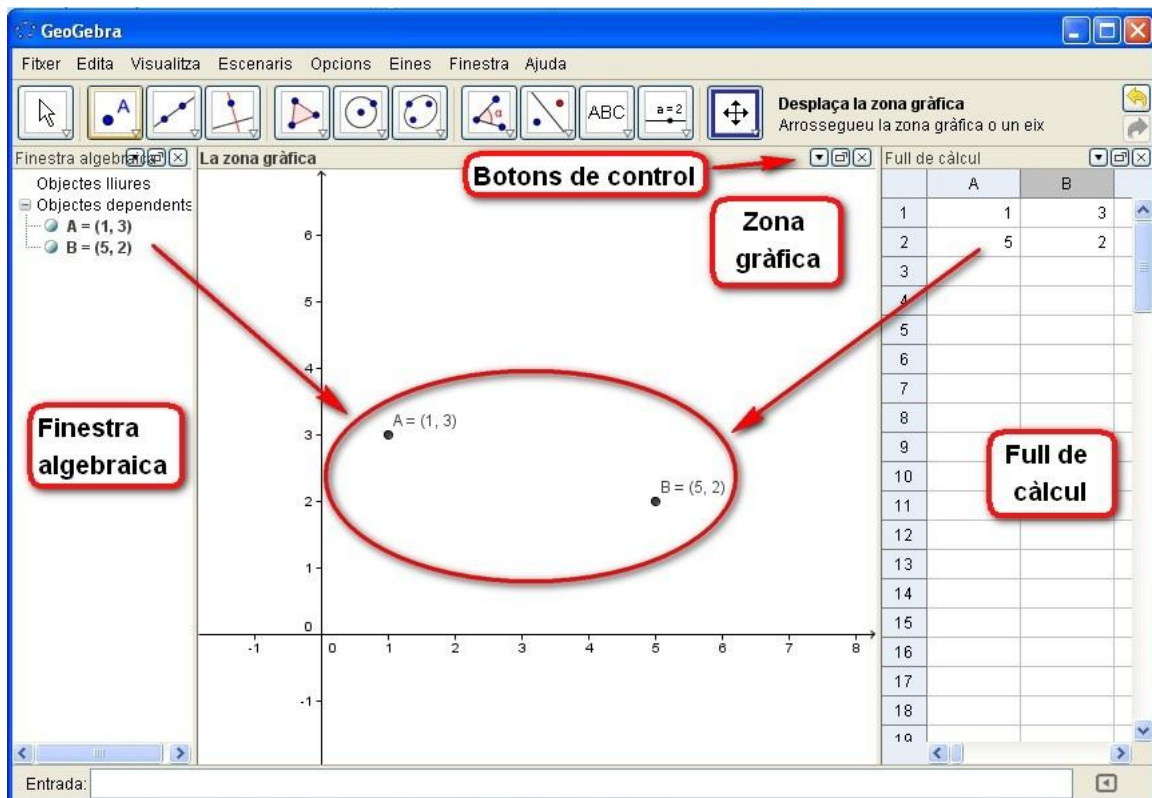 GeoGebra
Fitxer Edita Visualitza Escenaris Opcions Eines Finestra Ajuda
A
α
ABC
a=2
Desplaça la zona gràfica
Arrossegueu la zona gràfica o un eix
Finestra algebraica
Objectes lliures
Objectes dependents
A = (1, 3)
B = (5, 2)
Finestra
algebraica
La zona gràfica
Botons de control
Zona
gràfica
6
5
4
3
2
1
0
-1
-1 0 1 2 3 4 5 6 7 8
A = (1, 3)
B = (5, 2)
Full de càlcul
A B
1 1 3
2 5 2
3
4
5
6
7
8
9
10
11
12
13
14
15
16
17
18
19
Full de
càlcul
Entrada: